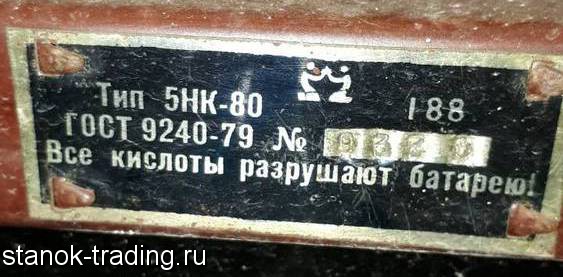 Тип 5НК-80 188
ГОСТ 9240-79 №
Все кислоты разрушают батарею!
stanok-trading.ru